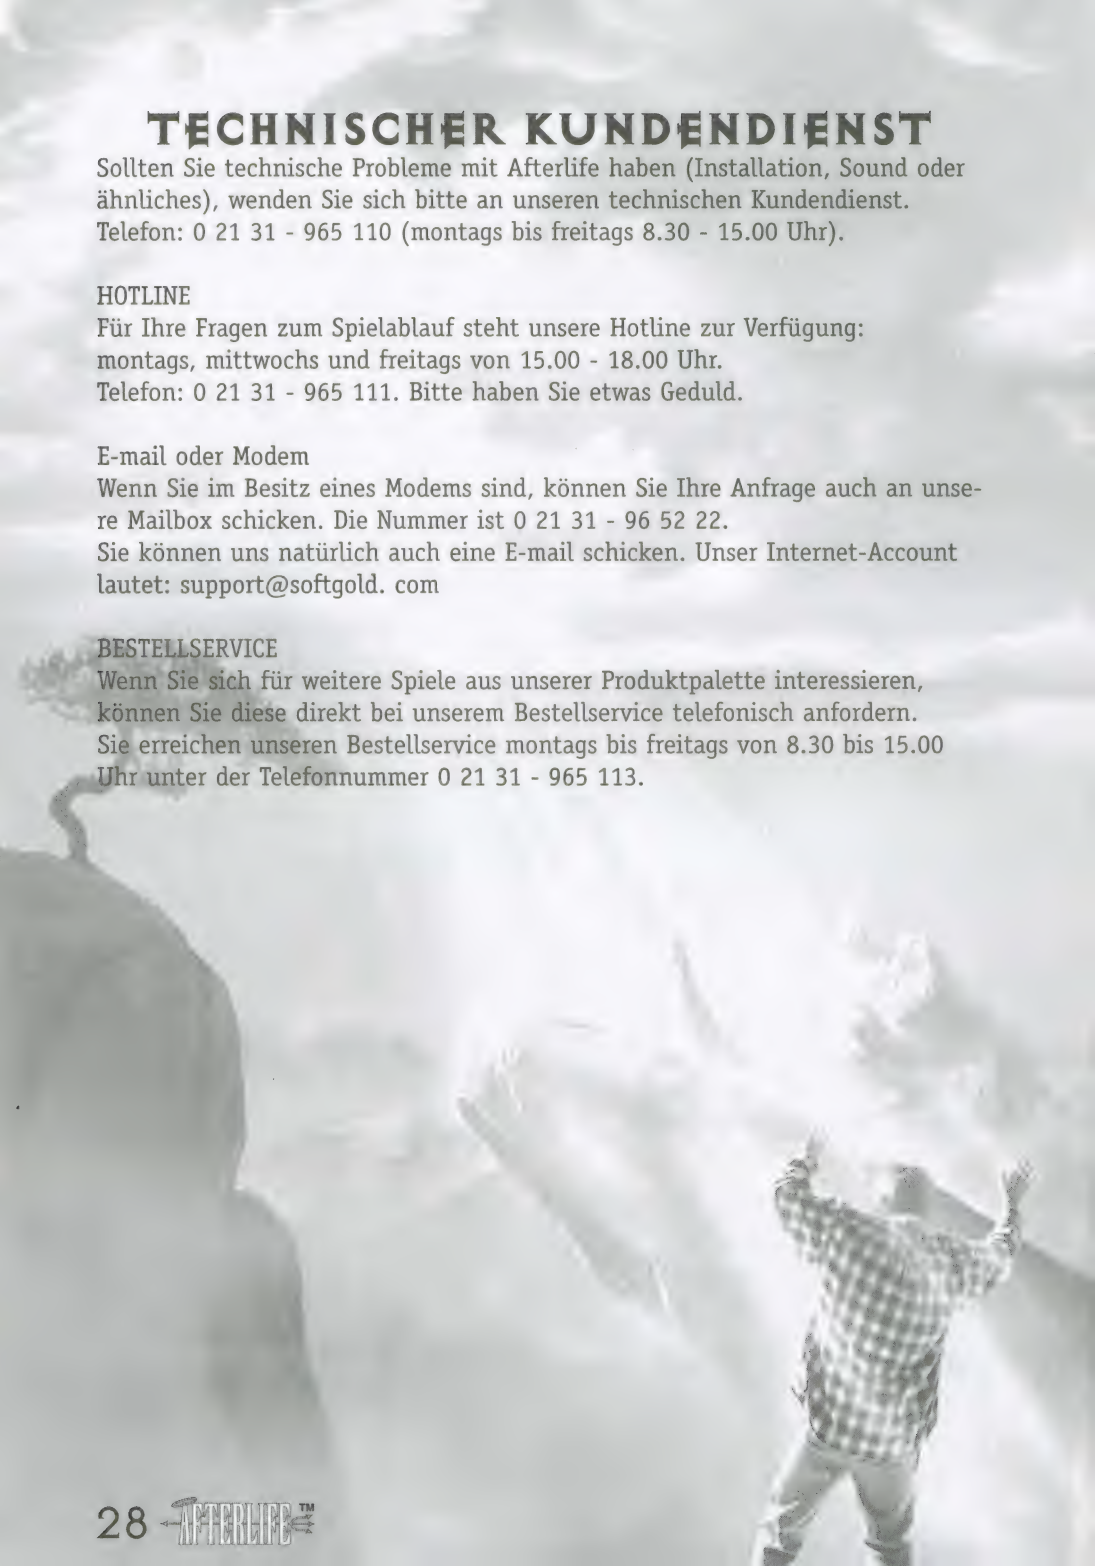 TECHNISCHER KUNDENDIENST
Sollten Sie technische Probleme mit Afterlife haben (Installation, Sound oder
ähnliches), wenden Sie sich bitte an unseren technischen Kundendienst.
Telefon: 0 21 31 - 965 110 (montags bis freitags 8.30 - 15.00 Uhr).
HOTLINE
Für Ihre Fragen zum Spielablauf steht unsere Hotline zur Verfügung:
montags, mittwochs und freitags von 15.00 - 18.00 Uhr.
Telefon: 0 21 31 - 965 111. Bitte haben Sie etwas Geduld.
E-mail oder Modem
Wenn Sie im Besitz eines Modems sind, können Sie Ihre Anfrage auch an unse-
re Mailbox schicken. Die Nummer ist 0 21 31 - 96 52 22.
Sie können uns natürlich auch eine E-mail schicken. Unser Internet-Account
lautet: support@softgold. com
BESTELLSERVICE
Wenn Sie sich für weitere Spiele aus unserer Produktpalette interessieren,
können Sie diese direkt bei unserem Bestellservice telefonisch anfordern.
Sie erreichen unseren Bestellservice montags bis freitags von 8.30 bis 15.00
Uhr unter der Telefonnummer 0 21 31 - 965 113.
28 AFTERLIFE™